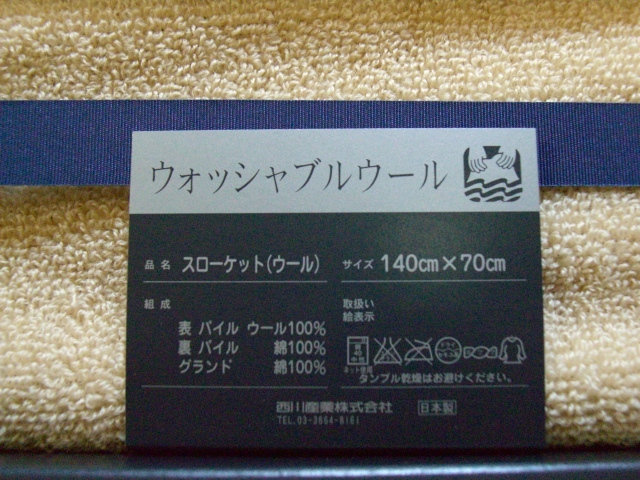 ウォッシャブルウール
品名 スローケット(ウール) サイズ 140cm×70cm
組成
表 パイル ウール100%
裏 パイル 綿100%
グランド 綿100%
取扱い
絵表示
ネット使用
タンブル乾燥はお避けください。
西川産業株式会社 日本製
TEL.03-3664-8161